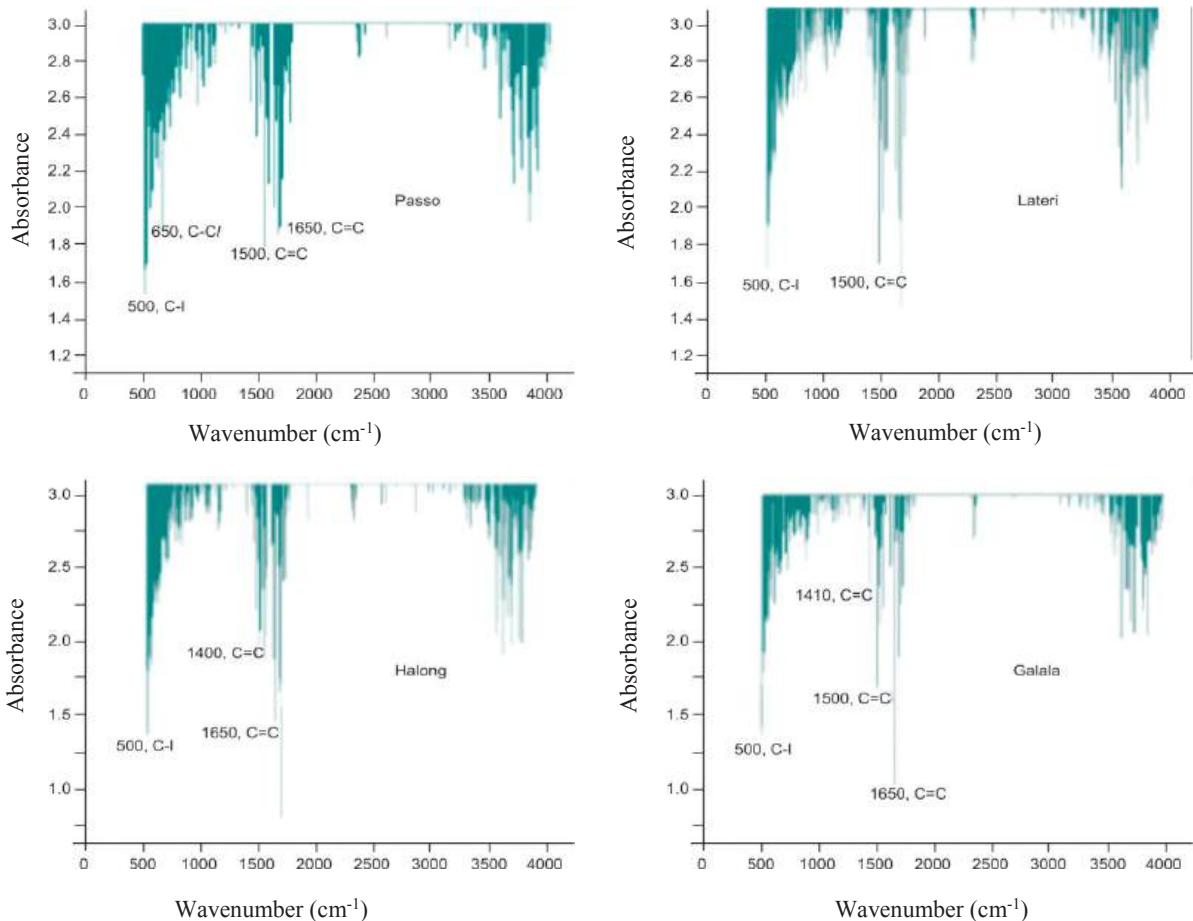 Absorbance
3.0
2.8
2.6
2.4
2.2
2.0
1.8
1.6
1.4
1.2
Passo
650, C-Cl
1650, C=C
1500, C=C
500, C-I
0 500 1000 1500 2000 2500 3000 3500 4000
Wavenumber (cm-1)
Absorbance
3.0
2.8
2.6
2.4
2.2
2.0
1.8
1.6
1.4
1.2
Lateri
500, C-I
1500, C=C
0 500 1000 1500 2000 2500 3000 3500 4000
Wavenumber (cm-1)
Absorbance
3.0
2.5
2.0
1.5
1.0
1400, C=C
Halong
1650, C=C
500, C-I
0 500 1000 1500 2000 2500 3000 3500 4000
Wavenumber (cm-1)
Absorbance
3.0
2.5
2.0
1.5
1.0
1410, C=C
Galala
1500, C=C
500, C-I
1650, C=C
0 500 1000 1500 2000 2500 3000 3500 4000
Wavenumber (cm-1)